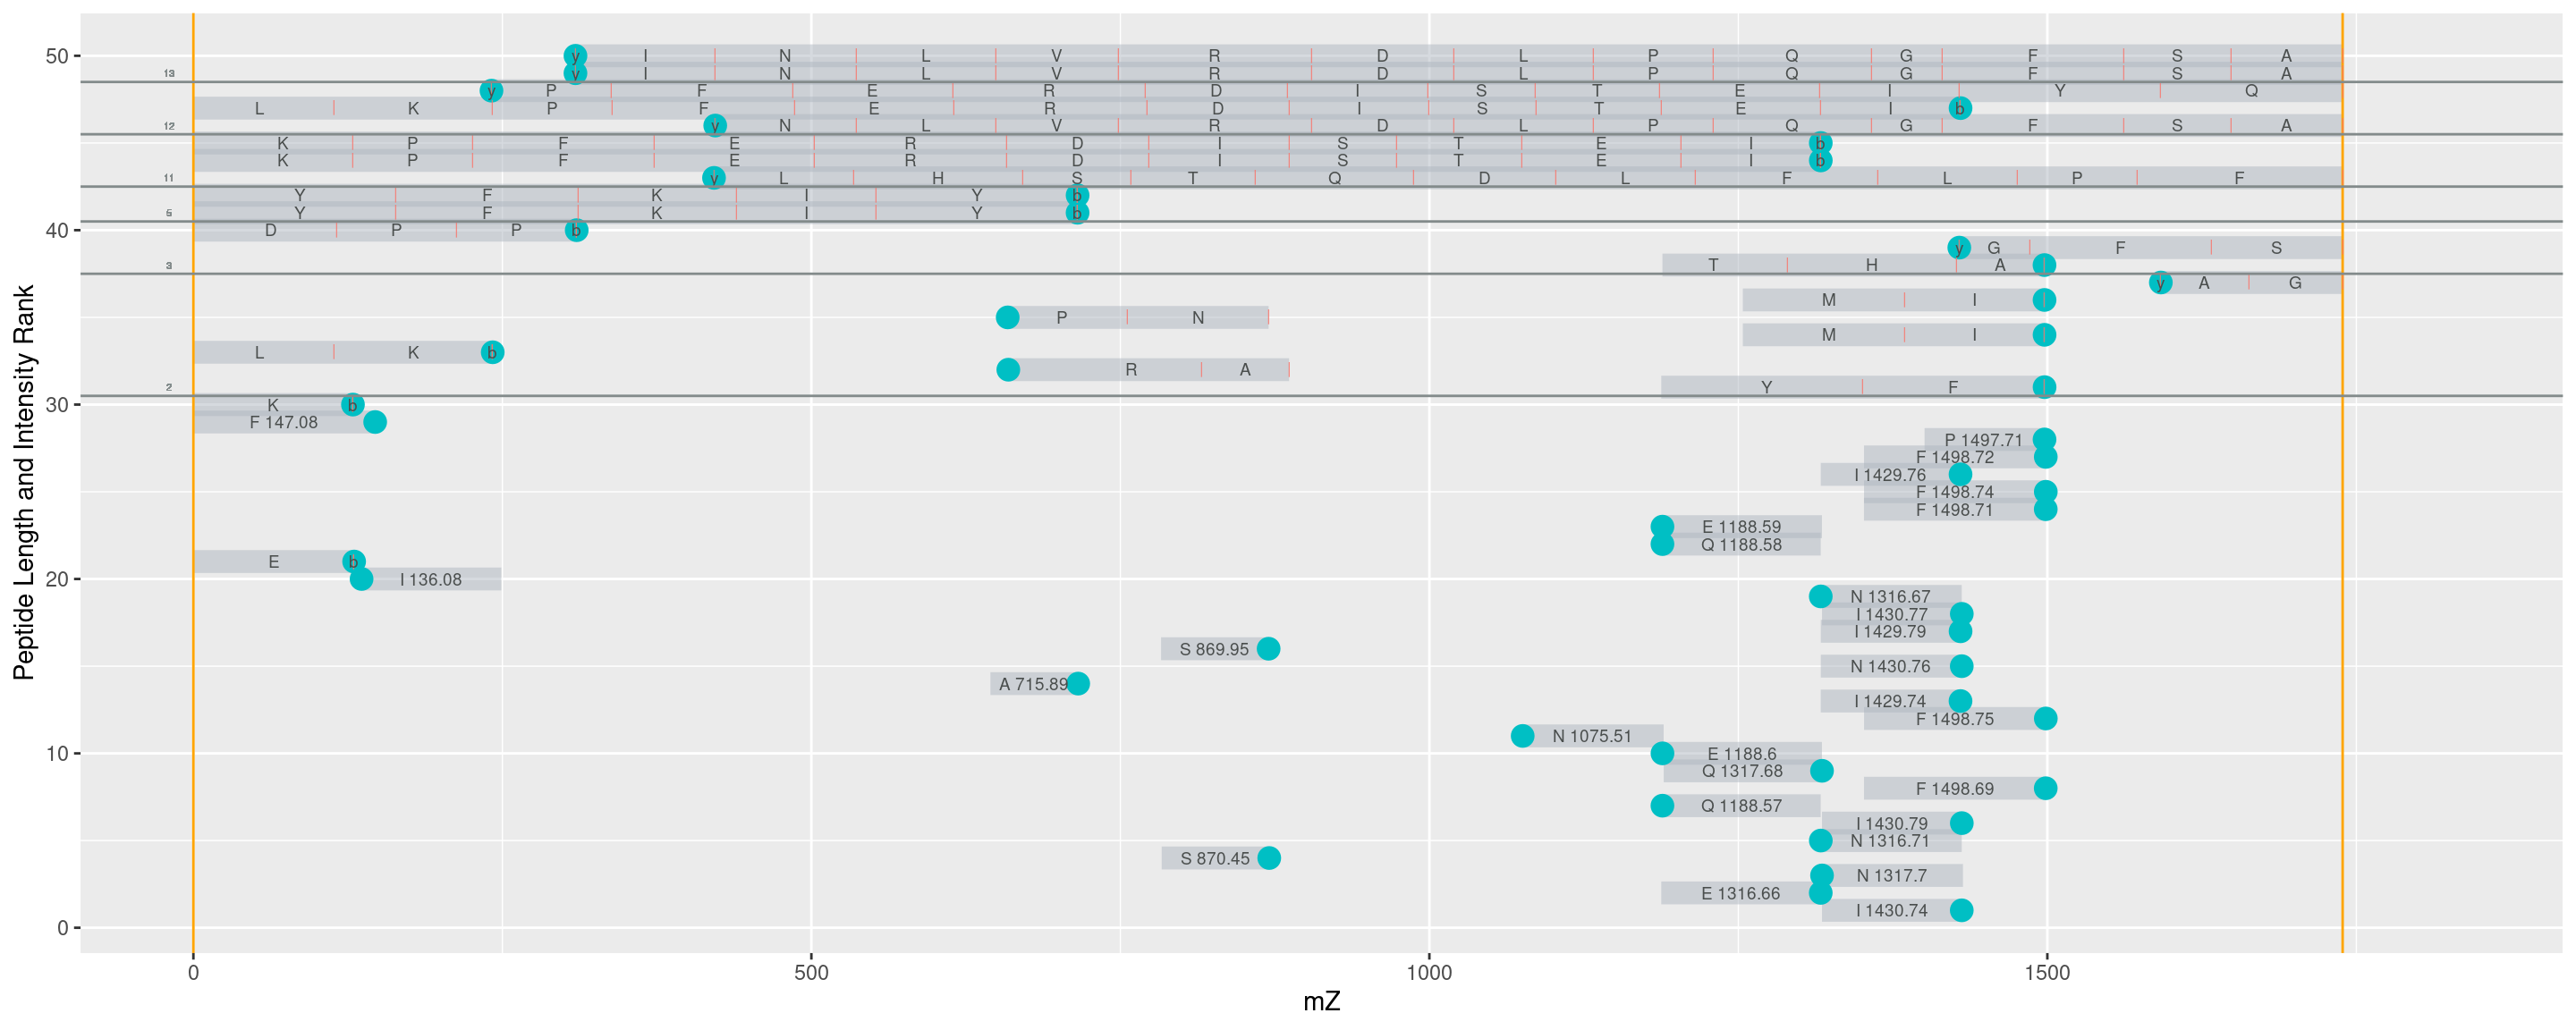 50
y I N L V R D L P Q G F S A
13
y I N L V R D L P Q G F S A
y P F E R D I S T E I Y Q
L K P F E R D I S T E I b
12
y N L V R D L P Q G F S A
K P F E R D I S T E I b
K P F E R D I S T E I b
11
y L H S T Q D L F L P F
Y F K I Y b
Y F K I Y b
40
D P P b
y G F S
3
T H A
y A G
M I
P N
M I
L K b
R A
2
Y F
30
K b
F 147.08
P 1497.71
F 1498.72
I 1429.76
F 1498.74
F 1498.71
E 1188.59
Q 1188.58
E b
20
I 136.08
N 1316.67
I 1430.77
I 1429.79
S 869.95
N 1430.76
A 715.89
I 1429.74
F 1498.75
N 1075.51
10
E 1188.6
Q 1317.68
F 1498.69
Q 1188.57
I 1430.79
N 1316.71
S 870.45
N 1317.7
E 1316.66
I 1430.74
0
0 500 1000 1500
mZ
Peptide Length and Intensity Rank